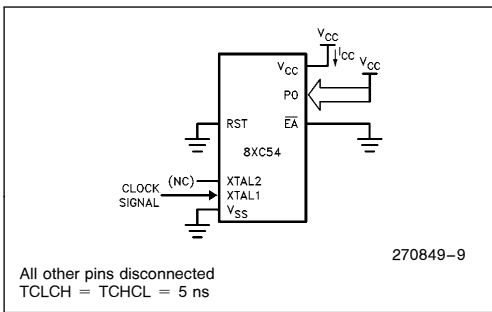 VCC
ICC
VCC
VCC
P0
RST
EA
8XC54
(NC)
XTAL2
CLOCK SIGNAL
XTAL1
VSS
270849–9
All other pins disconnected
TCLCH = TCHCL = 5 ns